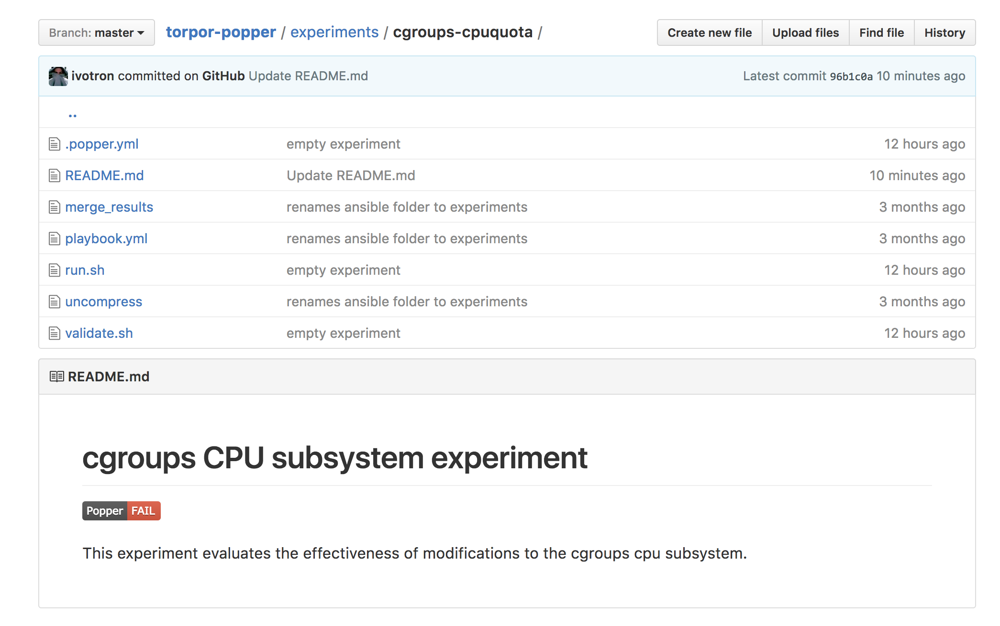 Branch: master torpor-popper / experiments / cgroups-cpuquota / Create new file Upload files Find file History
ivotron committed on GitHub Update README.md Latest commit 96b1c0a 10 minutes ago
..
.popper.yml empty experiment 12 hours ago
README.md Update README.md 10 minutes ago
merge_results renames ansible folder to experiments 3 months ago
playbook.yml renames ansible folder to experiments 3 months ago
run.sh empty experiment 12 hours ago
uncompress renames ansible folder to experiments 3 months ago
validate.sh empty experiment 12 hours ago
README.md
cgroups CPU subsystem experiment
Popper FAIL
This experiment evaluates the effectiveness of modifications to the cgroups cpu subsystem.